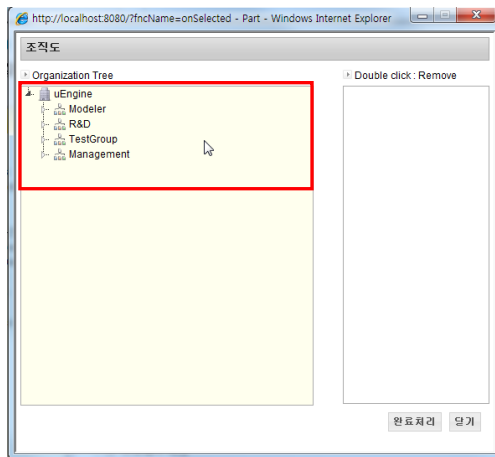 http://localhost:8080/?fncName=onSelected - Part - Windows Internet Explorer
조직도
Organization Tree
Double click : Remove
uEngine
Modeler
R&D
TestGroup
Management
완료처리 닫기